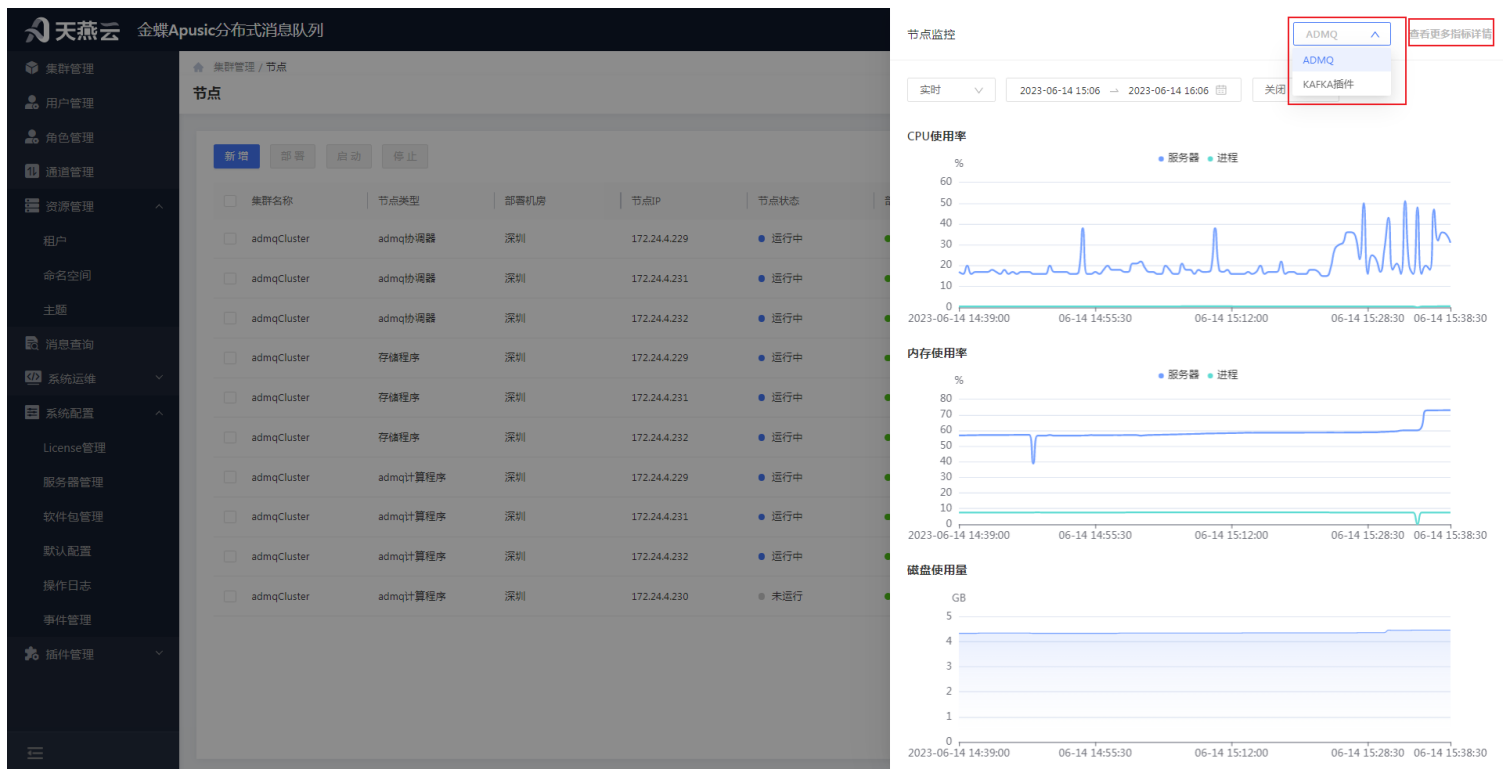 天燕云 金蝶Apusic分布式消息队列
集群管理
用户管理
角色管理
通道管理
资源管理
租户
命名空间
主题
消息查询
系统运维
系统配置
License管理
服务器管理
软件包管理
默认配置
操作日志
事件管理
插件管理
集群管理 / 节点
节点
新增 部署 启动 停止
集群名称 节点类型 部署机房 节点IP 节点状态
admqCluster admq协调器 深圳 172.24.4.229 运行中
admqCluster admq协调器 深圳 172.24.4.231 运行中
admqCluster admq协调器 深圳 172.24.4.232 运行中
admqCluster 存储程序 深圳 172.24.4.229 运行中
admqCluster 存储程序 深圳 172.24.4.231 运行中
admqCluster 存储程序 深圳 172.24.4.232 运行中
admqCluster admq计算程序 深圳 172.24.4.229 运行中
admqCluster admq计算程序 深圳 172.24.4.231 运行中
admqCluster admq计算程序 深圳 172.24.4.232 运行中
admqCluster admq计算程序 深圳 172.24.4.230 未运行
节点监控 ADMQ 查看更多指标详情
ADMQ
KAFKA插件
实时 2023-06-14 15:06 → 2023-06-14 16:06 关闭
CPU使用率
服务器 进程
%
60
50
40
30
20
10
0
2023-06-14 14:39:00 06-14 14:55:30 06-14 15:12:00 06-14 15:28:30 06-14 15:38:30
内存使用率
服务器 进程
%
80
70
60
50
40
30
20
10
0
2023-06-14 14:39:00 06-14 14:55:30 06-14 15:12:00 06-14 15:28:30 06-14 15:38:30
磁盘使用量
GB
5
4
3
2
1
0
2023-06-14 14:39:00 06-14 14:55:30 06-14 15:12:00 06-14 15:28:30 06-14 15:38:30